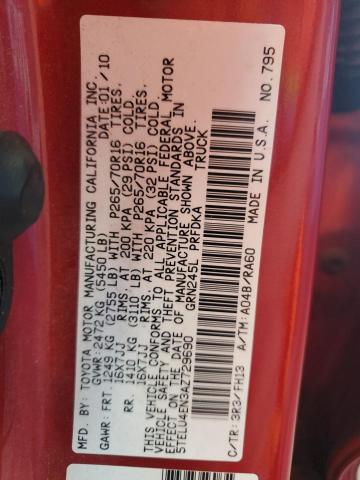 MFD. BY: TOYOTA MOTOR MANUFACTURING CALIFORNIA INC.
DATE: 01/10
GVWR: 2472 KG (5450 LB)
GAWR: FRT. 1249 KG (2755 LB) WITH P265/70R16 TIRES.
16X7JJ RIMS. AT 200 KPA (29 PSI) COLD.
RR. 1410 KG (3110 LB) WITH P265/70R16 TIRES.
16X7JJ RIMS. AT 220 KPA (32 PSI) COLD.
THIS VEHICLE CONFORMS TO ALL APPLICABLE FEDERAL MOTOR
VEHICLE SAFETY AND THEFT PREVENTION STANDARDS IN
EFFECT ON THE DATE OF MANUFACTURE SHOWN ABOVE.
5TELU4EN3AZ729690 GRN245L PRFDKA TRUCK
C/TR: 3R3/FH13 A/TM: A04B/RA60
MADE IN U.S.A. NO. 795